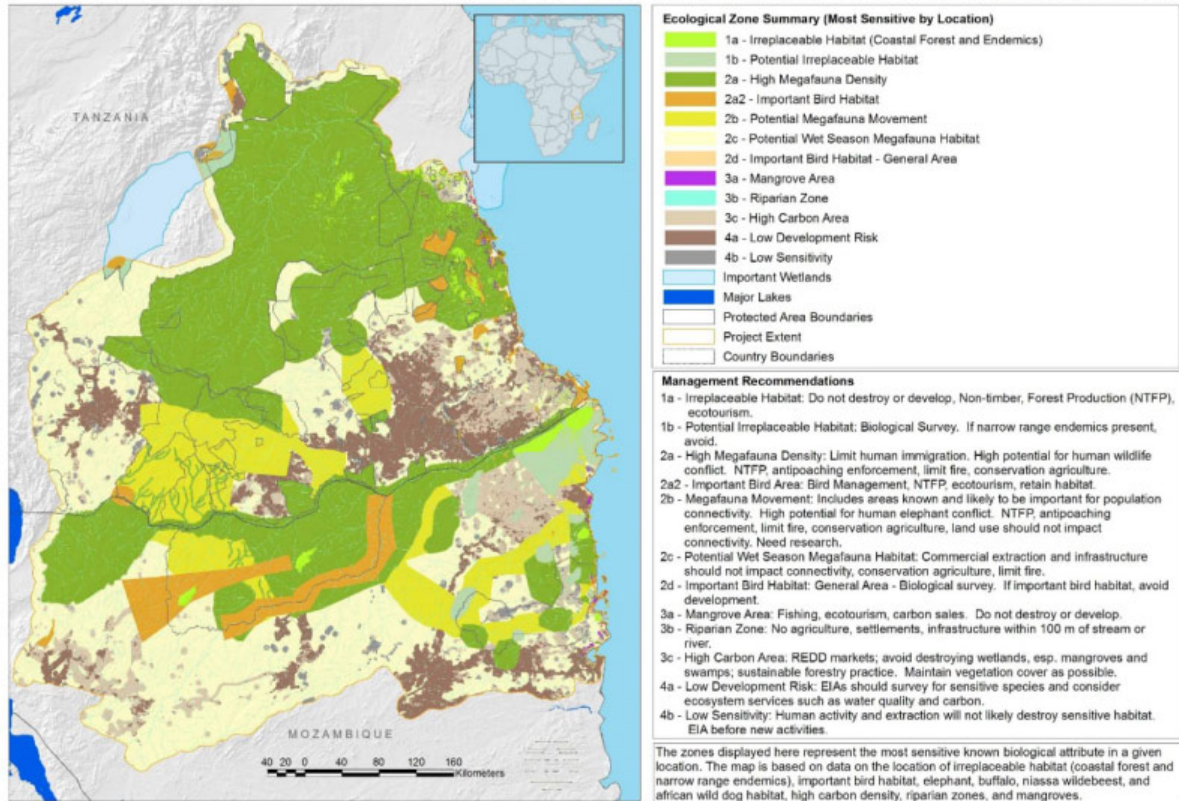 TANZANIA
MOZAMBIQUE
40 20 0 40 80 120 160
Kilometers
Ecological Zone Summary (Most Sensitive by Location)
1a - Irreplaceable Habitat (Coastal Forest and Endemics)
1b - Potential Irreplaceable Habitat
2a - High Megafauna Density
2a2 - Important Bird Habitat
2b - Potential Megafauna Movement
2c - Potential Wet Season Megafauna Habitat
2d - Important Bird Habitat - General Area
3a - Mangrove Area
3b - Riparian Zone
3c - High Carbon Area
4a - Low Development Risk
4b - Low Sensitivity
Important Wetlands
Major Lakes
Protected Area Boundaries
Project Extent
Country Boundaries
Management Recommendations
1a - Irreplaceable Habitat: Do not destroy or develop, Non-timber, Forest Production (NTFP),
ecotourism.
1b - Potential Irreplaceable Habitat: Biological Survey. If narrow range endemics present,
avoid.
2a - High Megafauna Density: Limit human immigration. High potential for human wildlife
conflict. NTFP, antipoaching enforcement, limit fire, conservation agriculture.
2a2 - Important Bird Area: Bird Management, NTFP, ecotourism, retain habitat.
2b - Megafauna Movement: Includes areas known and likely to be important for population
connectivity. High potential for human elephant conflict. NTFP, antipoaching
enforcement, limit fire, conservation agriculture, land use should not impact
connectivity. Need research.
2c - Potential Wet Season Megafauna Habitat: Commercial extraction and infrastructure
should not impact connectivity, conservation agriculture, limit fire.
2d - Important Bird Habitat: General Area - Biological survey. If important bird habitat, avoid
development.
3a - Mangrove Area: Fishing, ecotourism, carbon sales. Do not destroy or develop.
3b - Riparian Zone: No agriculture, settlements, infrastructure within 100 m of stream or
river.
3c - High Carbon Area: REDD markets; avoid destroying wetlands, esp. mangroves and
swamps; sustainable forestry practice. Maintain vegetation cover as possible.
4a - Low Development Risk: EIAs should survey for sensitive species and consider
ecosystem services such as water quality and carbon.
4b - Low Sensitivity: Human activity and extraction will not likely destroy sensitive habitat.
EIA before new activities.
The zones displayed here represent the most sensitive known biological attribute in a given
location. The map is based on data on the location of irreplaceable habitat (coastal forest and
narrow range endemics), important bird habitat, elephant, buffalo, niassa wildebeest, and
african wild dog habitat, high carbon density, riparian zones, and mangroves.